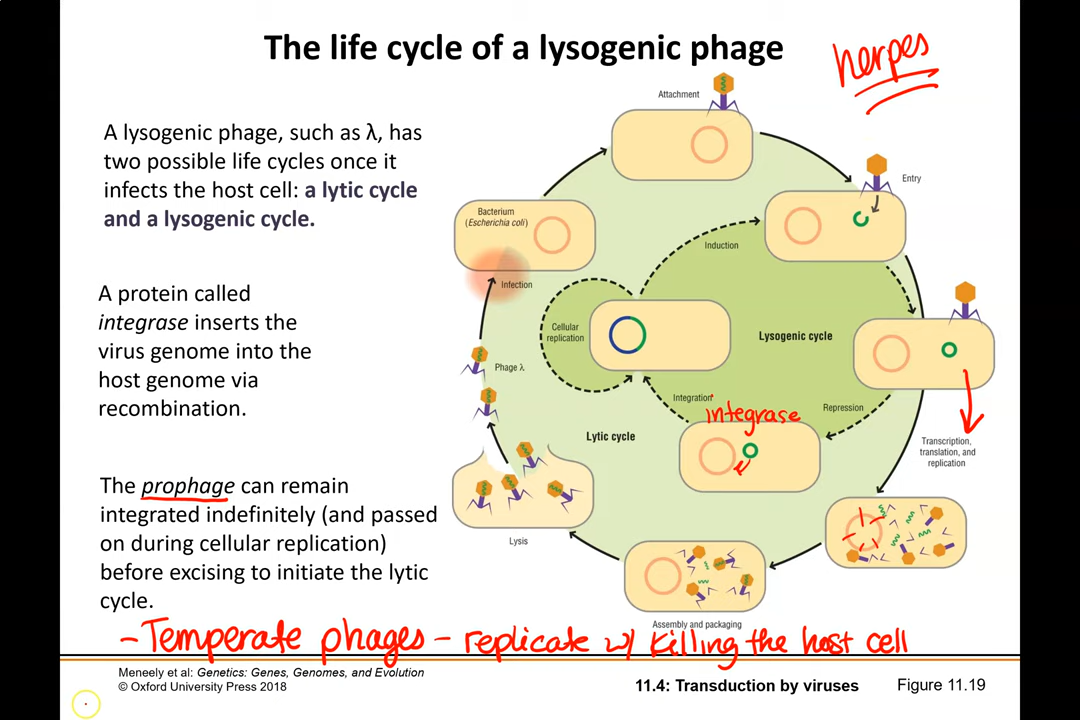 The life cycle of a lysogenic phage
herpes
A lysogenic phage, such as λ, has
two possible life cycles once it
infects the host cell: a lytic cycle
and a lysogenic cycle.
A protein called
integrase inserts the
virus genome into the
host genome via
recombination.
The prophage can remain
integrated indefinitely (and passed
on during cellular replication)
before excising to initiate the lytic
cycle.
Attachment
Entry
Bacterium
(Escherichia coli)
Induction
Infection
Cellular
replication
Lysogenic cycle
Phage λ
Integration
integrase
Repression
Lytic cycle
Transcription,
translation, and
replication
Lysis
Assembly and packaging
- Temperate phages - replicate w/ killing the host cell
Meneely et al: Genetics: Genes, Genomes, and Evolution
© Oxford University Press 2018
11.4: Transduction by viruses
Figure 11.19